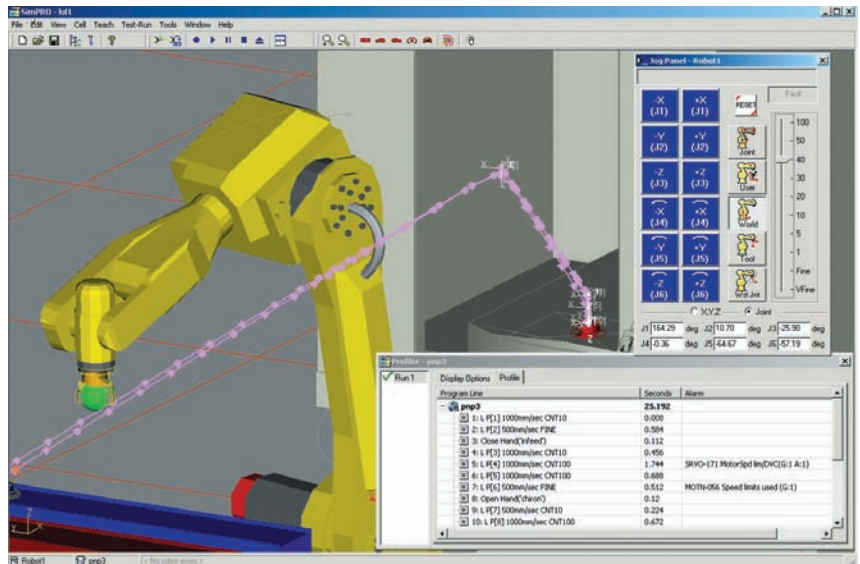 SimPRO - lol1
File Edit View Cell Teach Test-Run Tools Window Help
Jog Panel - Robot1
Fault
-X (J1) +X (J1) RESET
-Y (J2) +Y (J2) Joint
-Z (J3) +Z (J3) User
-X (J4) +X (J4) World
-Y (J5) +Y (J5) Tool
-Z (J6) +Z (J6) Wst Jnt
100
50
40
30
20
10
5
1
Fine
VFine
XYZ Joint
J1 164.29 deg J2 10.70 deg J3 -25.90 deg
J4 -0.36 deg J5 -64.67 deg J6 -57.19 deg
Profiler - pnp3
Run 1
Display Options Profile
Program Line Seconds Alarm
pnp3 25.192
1: L P[1] 1000mm/sec CNT10 0.008
2: L P[2] 500mm/sec FINE 0.584
3: Close Hand('infeed') 0.112
4: L P[3] 1000mm/sec CNT10 0.456
5: L P[4] 1000mm/sec CNT100 1.744 SRVO-171 MotorSpd lim/DVC(G:1 A:1)
6: L P[5] 1000mm/sec CNT100 0.688
7: L P[6] 500mm/sec FINE 0.512 MOTN-056 Speed limits used (G:1)
8: Open Hand('chiron') 0.12
9: L P[7] 500mm/sec CNT10 0.224
10: L P[8] 1000mm/sec CNT100 0.672
Robot1 pnp3